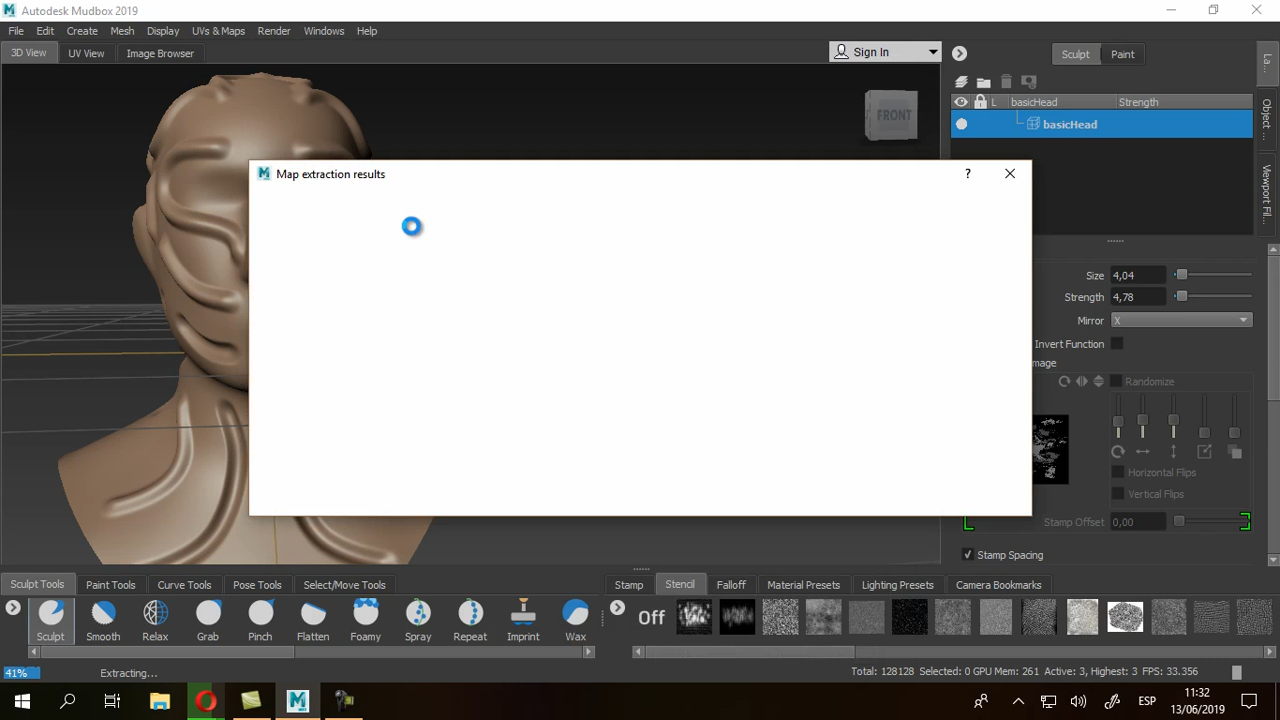 Autodesk Mudbox 2019
File Edit Create Mesh Display UVs & Maps Render Windows Help
3D View UV View Image Browser Sign In Sculpt Paint
La...
L basicHead Strength
basicHead
Object ...
Viewport Fil...
FRONT
Map extraction results ?
Size 4,04
Strength 4,78
Mirror X
Invert Function
mage
Randomize
Horizontal Flips
Vertical Flips
Stamp Offset 0,00
Stamp Spacing
Sculpt Tools Paint Tools Curve Tools Pose Tools Select/Move Tools Stamp Stencil Falloff Material Presets Lighting Presets Camera Bookmarks
Off
Sculpt Smooth Relax Grab Pinch Flatten Foamy Spray Repeat Imprint Wax
41% Extracting... Total: 128128 Selected: 0 GPU Mem: 261 Active: 3, Highest: 3 FPS: 33.356
ESP
11:32
13/06/2019